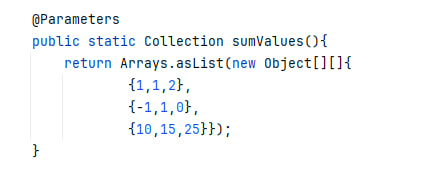 @Parameters
public static Collection sumValues(){
    return Arrays.asList(new Object[][]{
            {1,1,2},
            {-1,1,0},
            {10,15,25}});
}